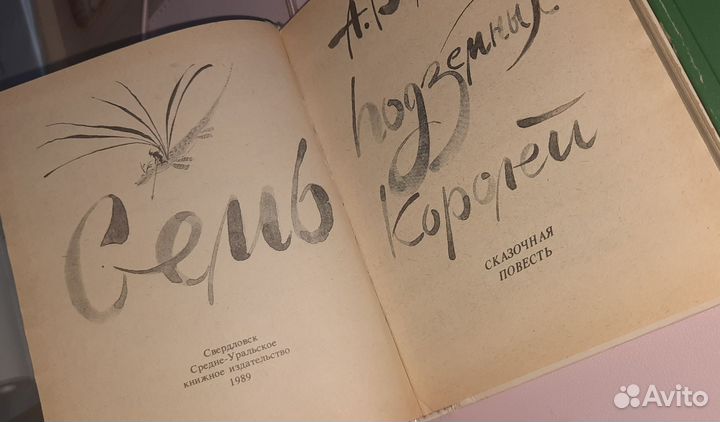 Семь
Свердловск
Средне-Уральское
книжное издательство
1989
подземных
Королей
СКАЗОЧНАЯ
ПОВЕСТЬ
Avito